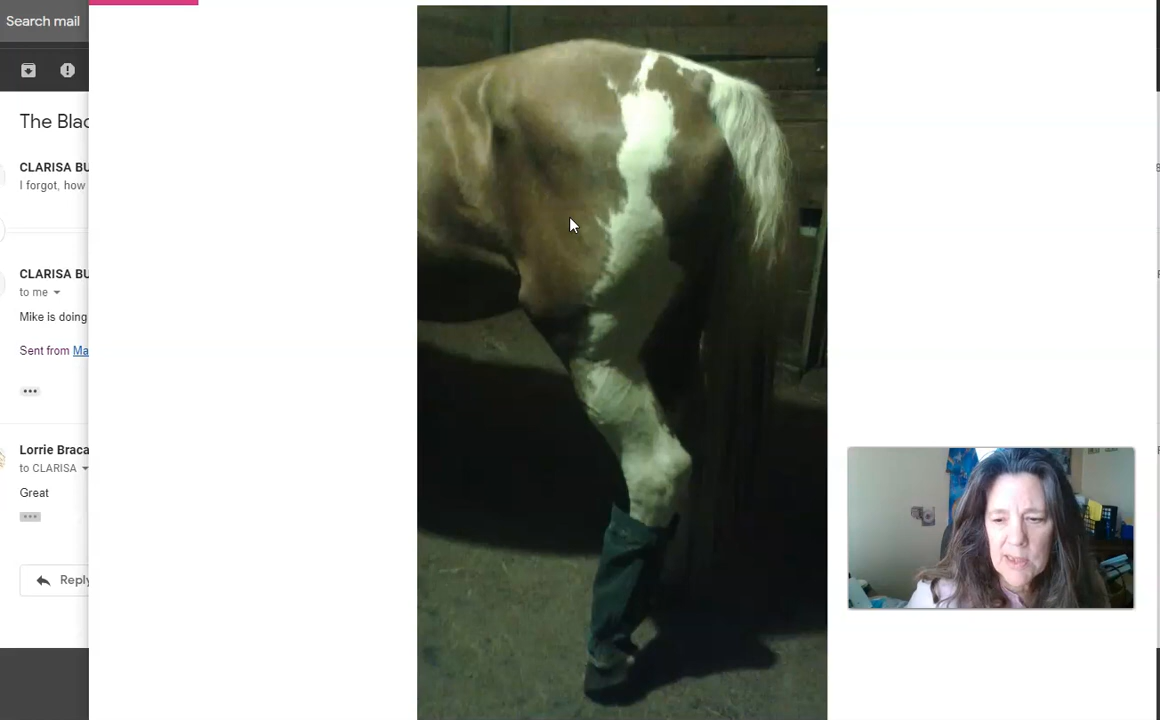 Search mail
The Blac
CLARISA BU
I forgot, how
CLARISA BU
to me
Mike is doing
Sent from Ma
Lorrie Braca
to CLARISA
Great
Reply